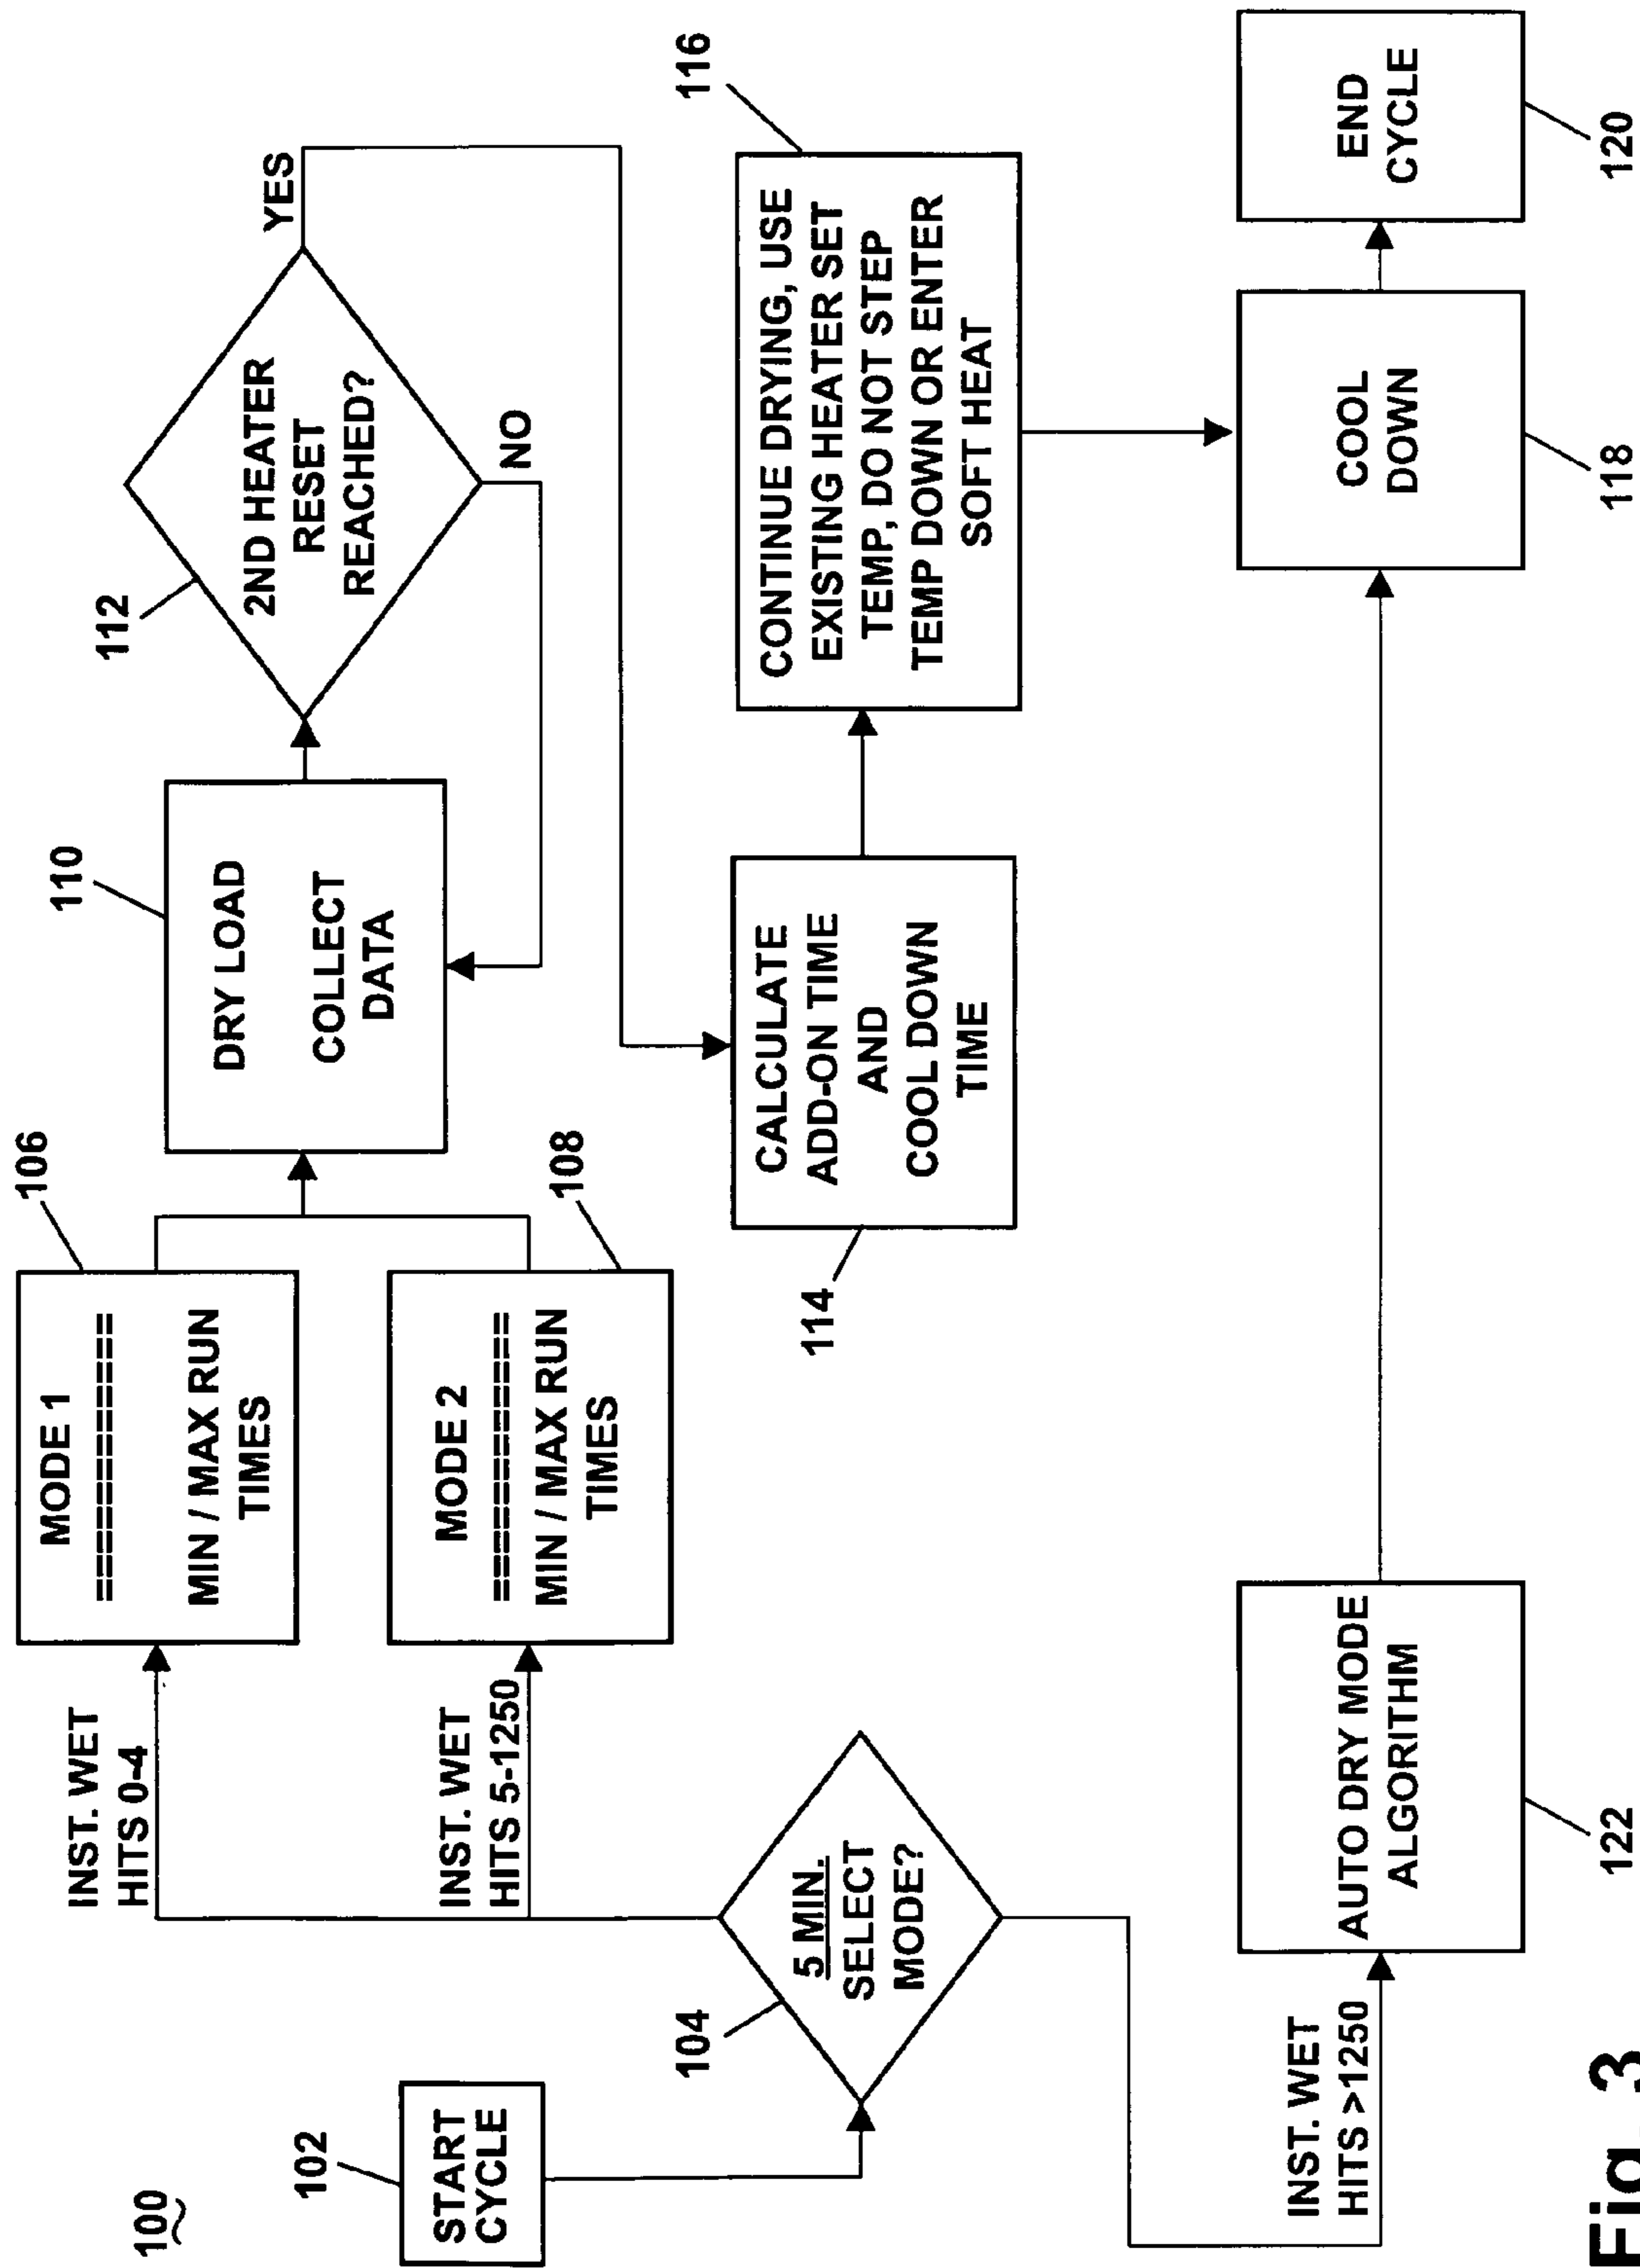 100
102
START
CYCLE
104
5 MIN.
SELECT
MODE?
INST. WET
HITS 0-4
INST. WET
HITS 5-1250
INST. WET
HITS >1250
106
MODE 1
===============
MIN / MAX RUN
TIMES
108
MODE 2
===============
MIN / MAX RUN
TIMES
110
DRY LOAD
COLLECT
DATA
112
2ND HEATER
RESET
REACHED?
YES
NO
114
CALCULATE
ADD-ON TIME
AND
COOL DOWN
TIME
116
CONTINUE DRYING, USE
EXISTING HEATER SET
TEMP, DO NOT STEP
TEMP DOWN OR ENTER
SOFT HEAT
122
AUTO DRY MODE
ALGORITHM
118
COOL
DOWN
120
END
CYCLE
Fig. 3